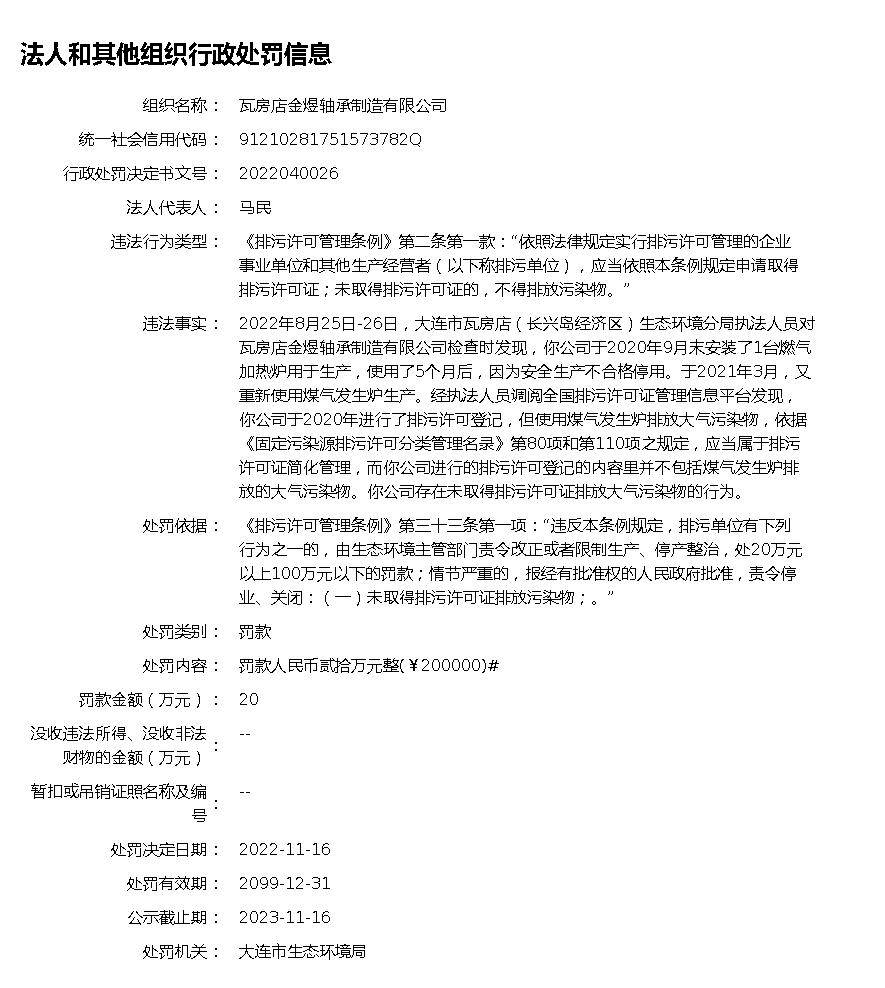 法人和其他组织行政处罚信息
组织名称： 瓦房店金煜轴承制造有限公司
统一社会信用代码： 91210281751573782Q
行政处罚决定书文号： 2022040026
法人代表人： 马民
违法行为类型： 《排污许可管理条例》第二条第一款：“依照法律规定实行排污许可管理的企业
事业单位和其他生产经营者（以下称排污单位），应当依照本条例规定申请取得
排污许可证；未取得排污许可证的，不得排放污染物。”
违法事实： 2022年8月25日-26日，大连市瓦房店（长兴岛经济区）生态环境分局执法人员对
瓦房店金煜轴承制造有限公司检查时发现，你公司于2020年9月末安装了1台燃气
加热炉用于生产，使用了5个月后，因为安全生产不合格停用。于2021年3月，又
重新使用煤气发生炉生产。经执法人员调阅全国排污许可证管理信息平台发现，
你公司于2020年进行了排污许可登记，但使用煤气发生炉排放大气污染物，依据
《固定污染源排污许可分类管理名录》第80项和第110项之规定，应当属于排污
许可证简化管理，而你公司进行的排污许可登记的内容里并不包括煤气发生炉排
放的大气污染物。你公司存在未取得排污许可证排放大气污染物的行为。
处罚依据： 《排污许可管理条例》第三十三条第一项：“违反本条例规定，排污单位有下列
行为之一的，由生态环境主管部门责令改正或者限制生产、停产整治，处20万元
以上100万元以下的罚款；情节严重的，报经有批准权的人民政府批准，责令停
业、关闭：（一）未取得排污许可证排放污染物；。”
处罚类别： 罚款
处罚内容： 罚款人民币贰拾万元整(￥200000)#
罚款金额（万元）： 20
没收违法所得、没收非法
财物的金额（万元）： --
暂扣或吊销证照名称及编
号： --
处罚决定日期： 2022-11-16
处罚有效期： 2099-12-31
公示截止期： 2023-11-16
处罚机关： 大连市生态环境局